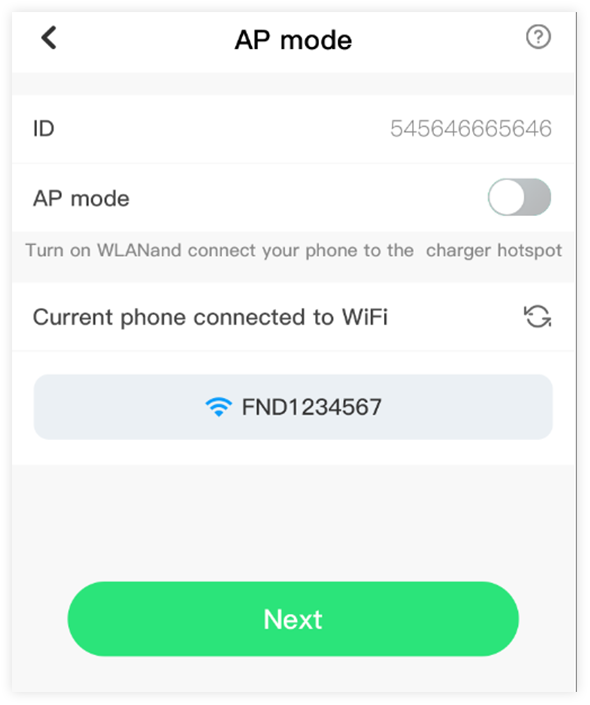 AP mode
ID 545646665646
AP mode
Turn on WLANand connect your phone to the charger hotspot
Current phone connected to WiFi
FND1234567
Next